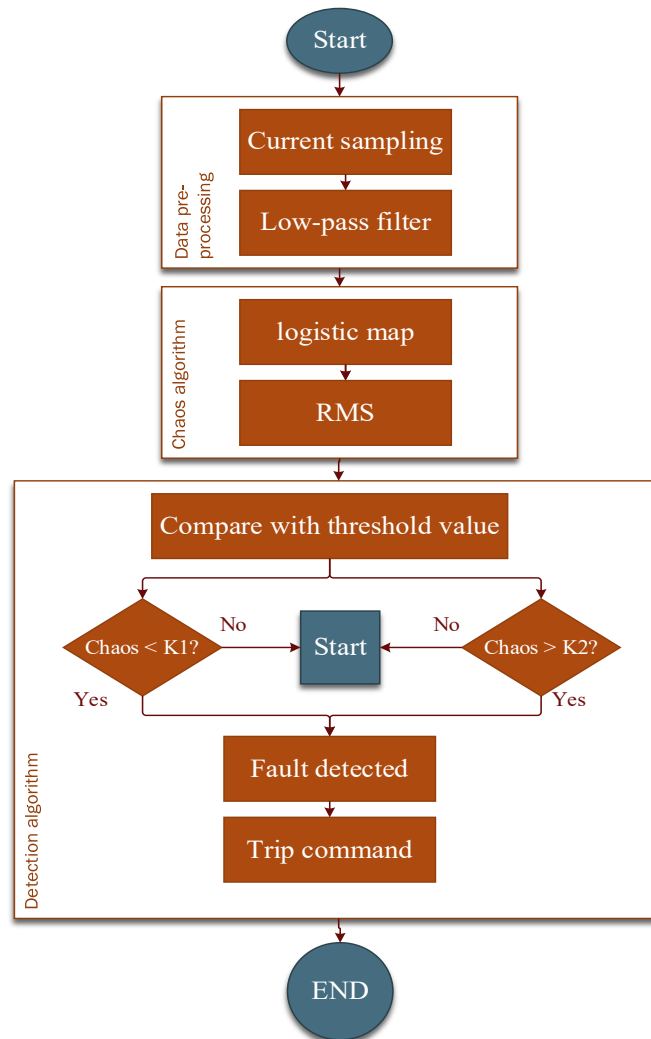 Start
Data pre-
processing
Current sampling
Low-pass filter
Chaos algorithm
logistic map
RMS
Detection algorithm
Compare with threshold value
Chaos < K1?
No
Start
No
Chaos > K2?
Yes
Yes
Fault detected
Trip command
END